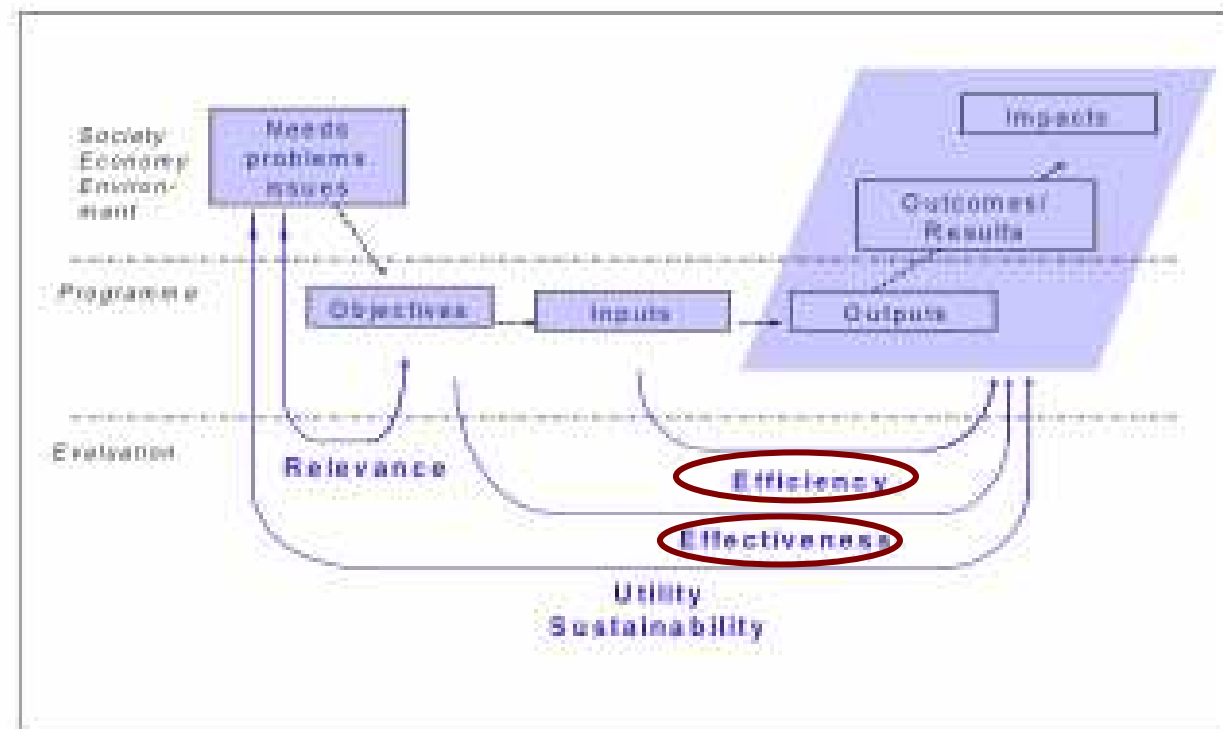 Society
Economy
Environ-
ment
Needs
problems
issues
Impacts
Outcomes/
Results
Programme
Objectives
Inputs
Outputs
Evaluation
Relevance
Efficiency
Effectiveness
Utility
Sustainability